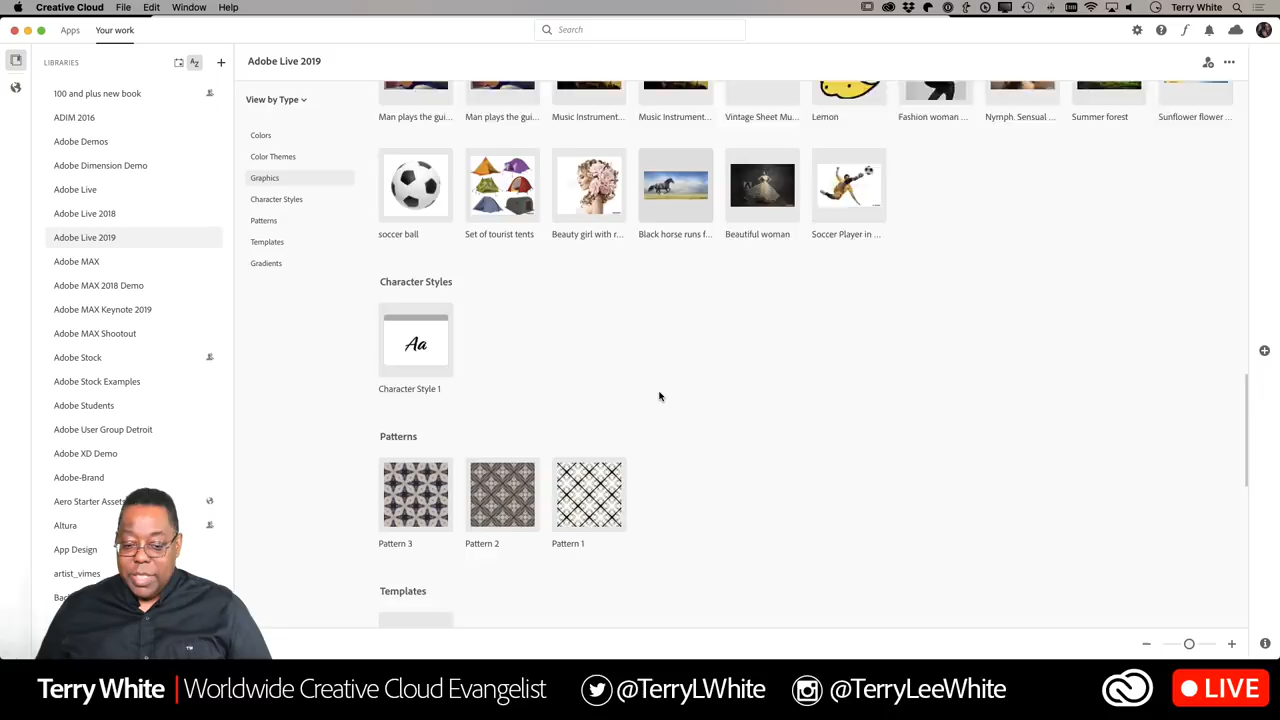 Creative Cloud File Edit Window Help Terry White
Apps Your work Search
LIBRARIES
100 and plus new book
ADIM 2016
Adobe Demos
Adobe Dimension Demo
Adobe Live
Adobe Live 2018
Adobe Live 2019
Adobe MAX
Adobe MAX 2018 Demo
Adobe MAX Keynote 2019
Adobe MAX Shootout
Adobe Stock
Adobe Stock Examples
Adobe Students
Adobe User Group Detroit
Adobe XD Demo
Adobe-Brand
Aero Starter Assets
Altura
App Design
artist_vimes
Adobe Live 2019
View by Type
Colors
Color Themes
Graphics
Character Styles
Patterns
Templates
Gradients
Man plays the gui... Man plays the gui... Music Instrument... Music Instrument... Vintage Sheet Mu... Lemon Fashion woman ... Nymph. Sensual ... Summer forest Sunflower flower ...
soccer ball Set of tourist tents Beauty girl with r... Black horse runs f... Beautiful woman Soccer Player in ...
Character Styles
Aa
Character Style 1
Patterns
Pattern 3 Pattern 2 Pattern 1
Templates
Terry White | Worldwide Creative Cloud Evangelist @TerryLWhite @TerryLeeWhite LIVE